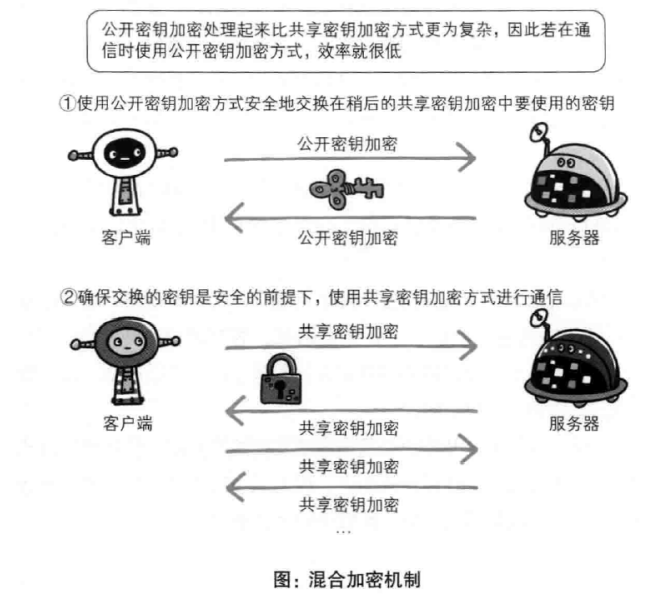 公开密钥加密处理起来比共享密钥加密方式更为复杂，因此若在通
信时使用公开密钥加密方式，效率就很低
①使用公开密钥加密方式安全地交换在稍后的共享密钥加密中要使用的密钥
公开密钥加密
公开密钥加密
客户端
服务器
②确保交换的密钥是安全的前提下，使用共享密钥加密方式进行通信
共享密钥加密
共享密钥加密
客户端
服务器
共享密钥加密
共享密钥加密
…
图：混合加密机制